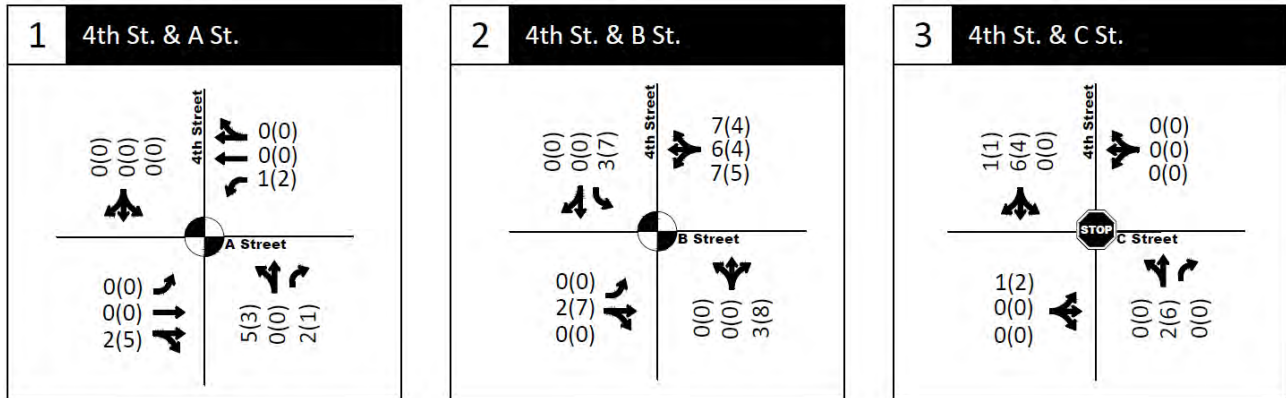 1 4th St. & A St.
4th Street
0(0) 0(0) 0(0)
0(0)
0(0)
1(2)
A Street
0(0)
0(0)
2(5)
5(3) 0(0) 2(1)
2 4th St. & B St.
4th Street
0(0) 0(0) 3(7)
7(4)
6(4)
7(5)
B Street
0(0)
2(7)
0(0)
0(0) 0(0) 3(8)
3 4th St. & C St.
4th Street
1(1) 6(4) 0(0)
0(0)
0(0)
0(0)
STOP
C Street
1(2)
0(0)
0(0)
0(0) 2(6) 0(0)